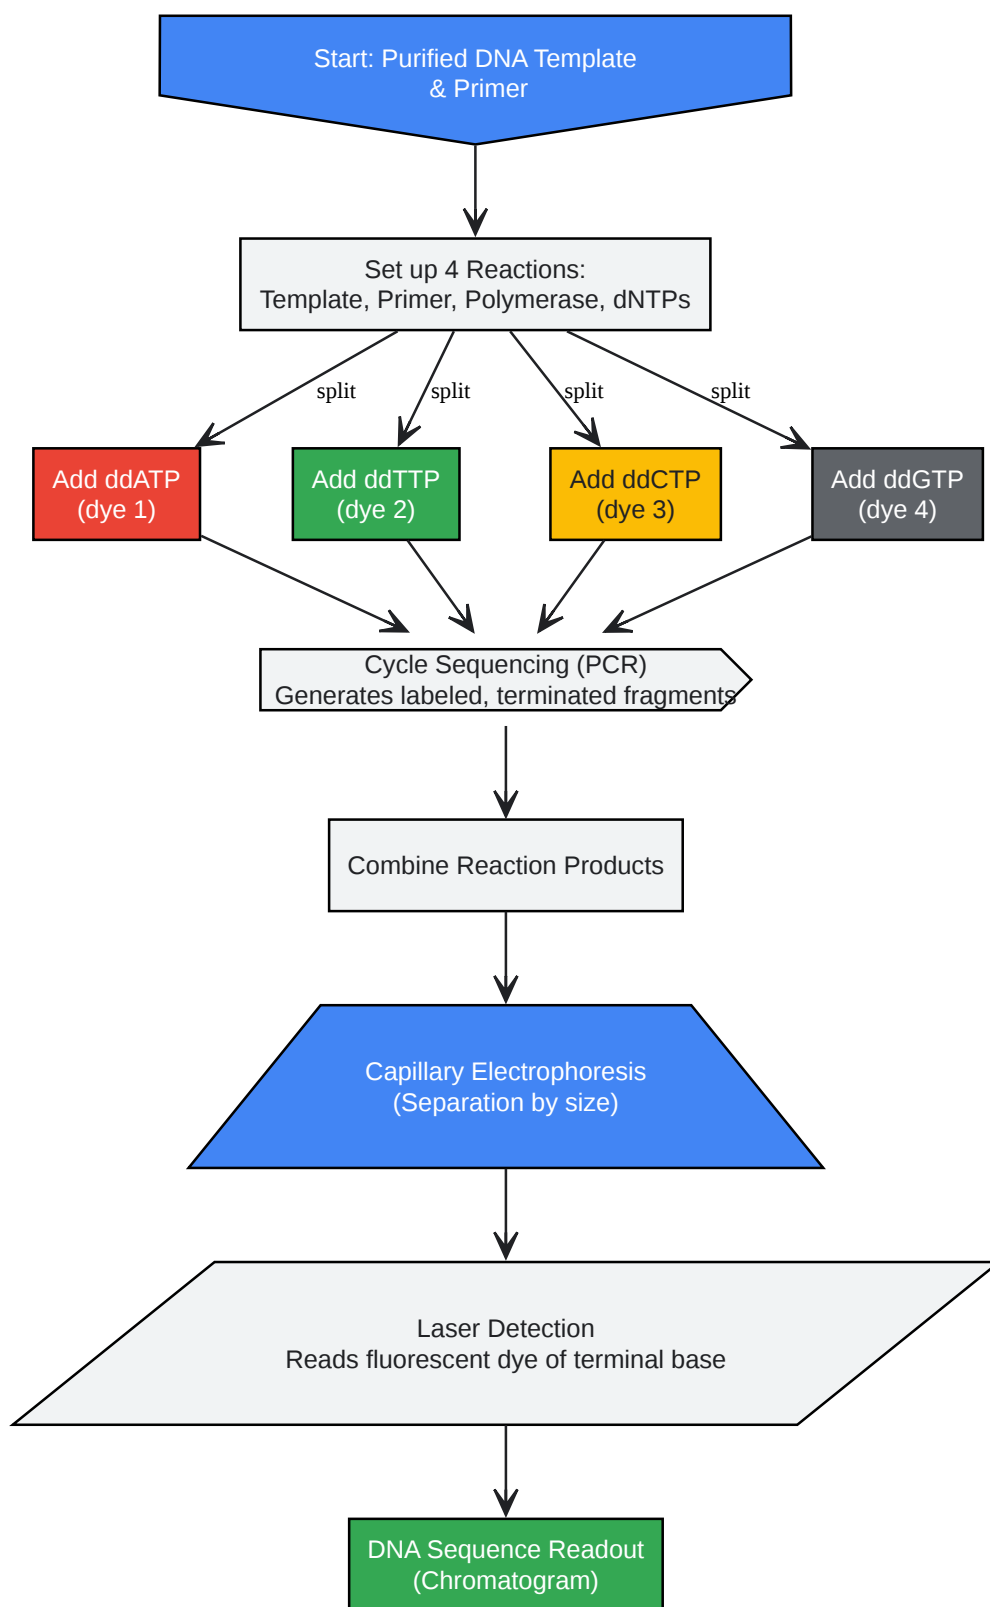 Start: Purified DNA Template
& Primer
Set up 4 Reactions:
Template, Primer, Polymerase, dNTPs
split
split
split
split
Add ddATP
(dye 1)
Add ddTTP
(dye 2)
Add ddCTP
(dye 3)
Add ddGTP
(dye 4)
Cycle Sequencing (PCR)
Generates labeled, terminated fragments
Combine Reaction Products
Capillary Electrophoresis
(Separation by size)
Laser Detection
Reads fluorescent dye of terminal base
DNA Sequence Readout
(Chromatogram)